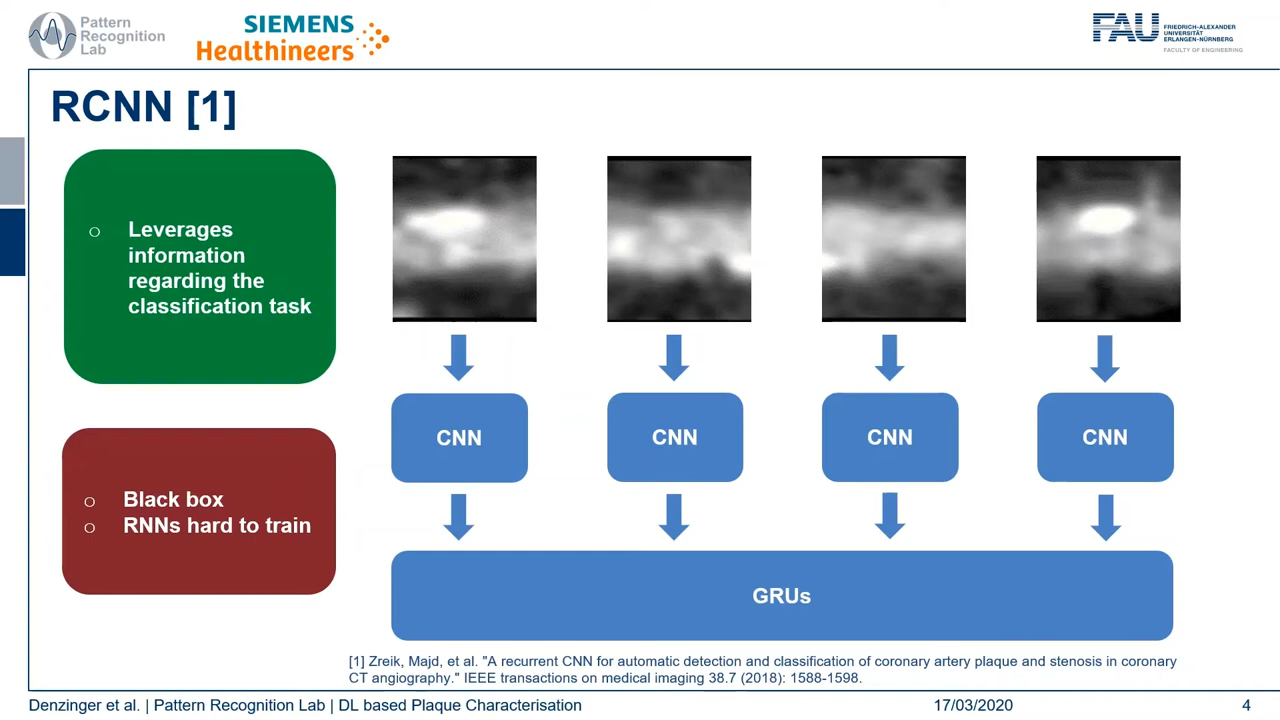 Pattern
Recognition
Lab
SIEMENS
Healthineers
FAU
FRIEDRICH-ALEXANDER
UNIVERSITÄT
ERLANGEN-NÜRNBERG
FACULTY OF ENGINEERING
RCNN [1]
o Leverages
information
regarding the
classification task
o Black box
o RNNs hard to train
CNN CNN CNN CNN
GRUs
[1] Zreik, Majd, et al. "A recurrent CNN for automatic detection and classification of coronary artery plaque and stenosis in coronary
CT angiography." IEEE transactions on medical imaging 38.7 (2018): 1588-1598.
Denzinger et al. | Pattern Recognition Lab | DL based Plaque Characterisation 17/03/2020 4